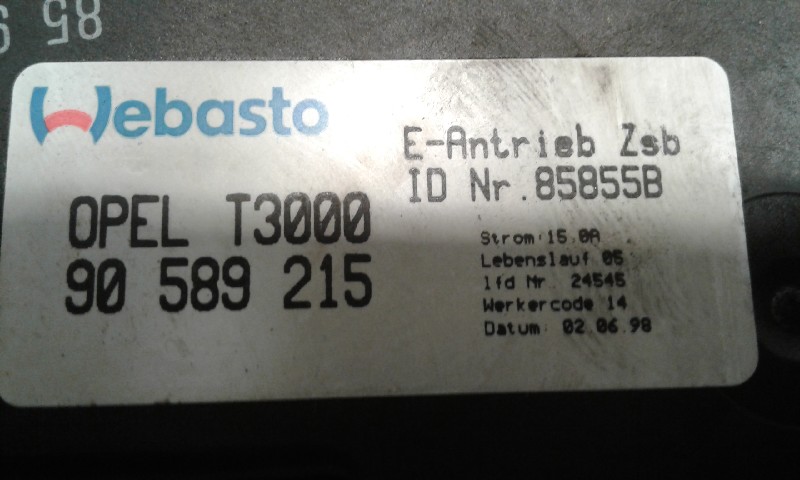 85 9
Webasto
OPEL T3000
90 589 215
E-Antrieb Zsb
ID Nr.85855B
Strom:15.0A
Lebenslauf 05
lfd Nr. 24545
Werkercode 14
Datum: 02.06.98